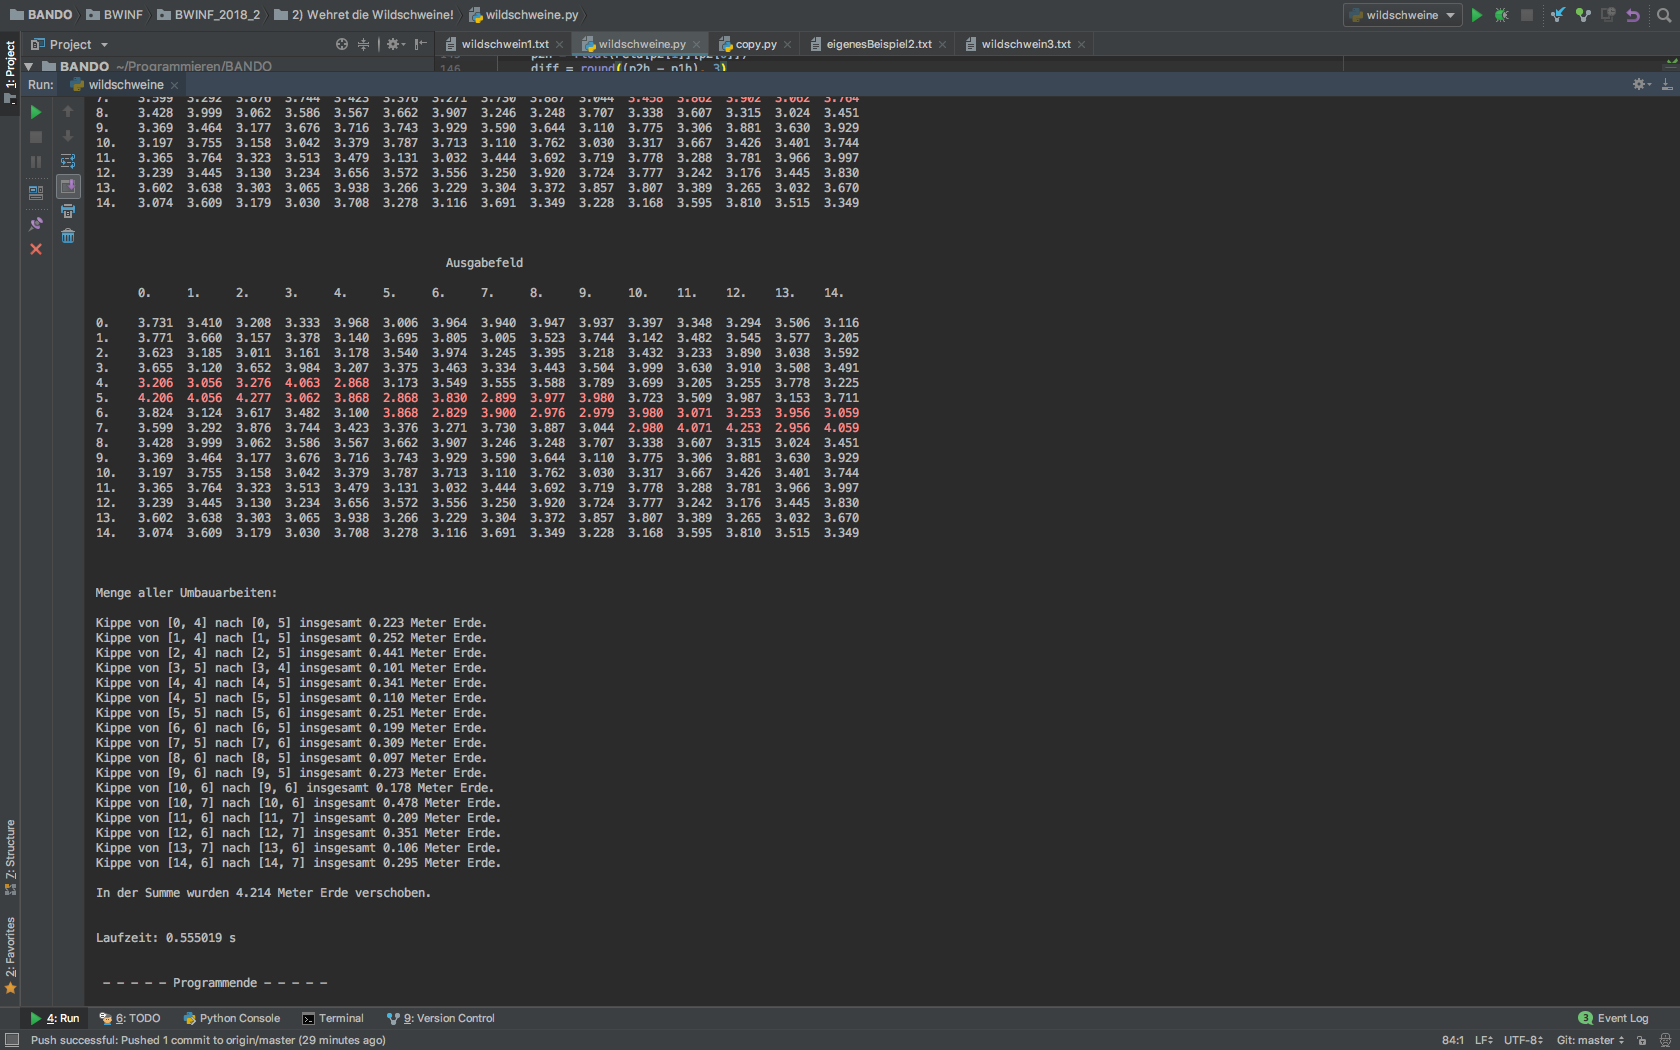 BANDO BWINF BWINF_2018_2 2) Wehret die Wildschweine! wildschweine.py wildschweine
Project wildschwein1.txt wildschweine.py copy.py eigenesBeispiel2.txt wildschwein3.txt
1: Project
BANDO ~/Programmieren/BANDO
146 diff = round((p2h - p1h), 3)
Run: wildschweine
7. 3.599 3.292 3.876 3.744 3.423 3.376 3.271 3.730 3.887 3.044 3.458 3.862 3.902 3.062 3.764
8. 3.428 3.999 3.062 3.586 3.567 3.662 3.907 3.246 3.248 3.707 3.338 3.607 3.315 3.024 3.451
9. 3.369 3.464 3.177 3.676 3.716 3.743 3.929 3.590 3.644 3.110 3.775 3.306 3.881 3.630 3.929
10. 3.197 3.755 3.158 3.042 3.379 3.787 3.713 3.110 3.762 3.030 3.317 3.667 3.426 3.401 3.744
11. 3.365 3.764 3.323 3.513 3.479 3.131 3.032 3.444 3.692 3.719 3.778 3.288 3.781 3.966 3.997
12. 3.239 3.445 3.130 3.234 3.656 3.572 3.556 3.250 3.920 3.724 3.777 3.242 3.176 3.445 3.830
13. 3.602 3.638 3.303 3.065 3.938 3.266 3.229 3.304 3.372 3.857 3.807 3.389 3.265 3.032 3.670
14. 3.074 3.609 3.179 3.030 3.708 3.278 3.116 3.691 3.349 3.228 3.168 3.595 3.810 3.515 3.349
Ausgabefeld
0. 1. 2. 3. 4. 5. 6. 7. 8. 9. 10. 11. 12. 13. 14.
0. 3.731 3.410 3.208 3.333 3.968 3.006 3.964 3.940 3.947 3.937 3.397 3.348 3.294 3.506 3.116
1. 3.771 3.660 3.157 3.378 3.140 3.695 3.805 3.005 3.523 3.744 3.142 3.482 3.545 3.577 3.205
2. 3.623 3.185 3.011 3.161 3.178 3.540 3.974 3.245 3.395 3.218 3.432 3.233 3.890 3.038 3.592
3. 3.655 3.120 3.652 3.984 3.207 3.375 3.463 3.334 3.443 3.504 3.999 3.630 3.910 3.508 3.491
4. 3.206 3.056 3.276 4.063 2.868 3.173 3.549 3.555 3.588 3.789 3.699 3.205 3.255 3.778 3.225
5. 4.206 4.056 4.277 3.062 3.868 2.868 3.830 2.899 3.977 3.980 3.723 3.509 3.987 3.153 3.711
6. 3.824 3.124 3.617 3.482 3.100 3.868 2.829 3.900 2.976 2.979 3.980 3.071 3.253 3.956 3.059
7. 3.599 3.292 3.876 3.744 3.423 3.376 3.271 3.730 3.887 3.044 2.980 4.071 4.253 2.956 4.059
8. 3.428 3.999 3.062 3.586 3.567 3.662 3.907 3.246 3.248 3.707 3.338 3.607 3.315 3.024 3.451
9. 3.369 3.464 3.177 3.676 3.716 3.743 3.929 3.590 3.644 3.110 3.775 3.306 3.881 3.630 3.929
10. 3.197 3.755 3.158 3.042 3.379 3.787 3.713 3.110 3.762 3.030 3.317 3.667 3.426 3.401 3.744
11. 3.365 3.764 3.323 3.513 3.479 3.131 3.032 3.444 3.692 3.719 3.778 3.288 3.781 3.966 3.997
12. 3.239 3.445 3.130 3.234 3.656 3.572 3.556 3.250 3.920 3.724 3.777 3.242 3.176 3.445 3.830
13. 3.602 3.638 3.303 3.065 3.938 3.266 3.229 3.304 3.372 3.857 3.807 3.389 3.265 3.032 3.670
14. 3.074 3.609 3.179 3.030 3.708 3.278 3.116 3.691 3.349 3.228 3.168 3.595 3.810 3.515 3.349
Menge aller Umbauarbeiten:
Kippe von [0, 4] nach [0, 5] insgesamt 0.223 Meter Erde.
Kippe von [1, 4] nach [1, 5] insgesamt 0.252 Meter Erde.
Kippe von [2, 4] nach [2, 5] insgesamt 0.441 Meter Erde.
Kippe von [3, 5] nach [3, 4] insgesamt 0.101 Meter Erde.
Kippe von [4, 4] nach [4, 5] insgesamt 0.341 Meter Erde.
Kippe von [4, 5] nach [5, 5] insgesamt 0.110 Meter Erde.
Kippe von [5, 5] nach [5, 6] insgesamt 0.251 Meter Erde.
Kippe von [6, 6] nach [6, 5] insgesamt 0.199 Meter Erde.
Kippe von [7, 5] nach [7, 6] insgesamt 0.309 Meter Erde.
Kippe von [8, 6] nach [8, 5] insgesamt 0.097 Meter Erde.
Kippe von [9, 6] nach [9, 5] insgesamt 0.273 Meter Erde.
Kippe von [10, 6] nach [9, 6] insgesamt 0.178 Meter Erde.
Kippe von [10, 7] nach [10, 6] insgesamt 0.478 Meter Erde.
Kippe von [11, 6] nach [11, 7] insgesamt 0.209 Meter Erde.
Kippe von [12, 6] nach [12, 7] insgesamt 0.351 Meter Erde.
Kippe von [13, 7] nach [13, 6] insgesamt 0.106 Meter Erde.
Kippe von [14, 6] nach [14, 7] insgesamt 0.295 Meter Erde.
In der Summe wurden 4.214 Meter Erde verschoben.
Laufzeit: 0.555019 s
- - - - - Programmende - - - - -
7: Structure
2: Favorites
4: Run 6: TODO Python Console Terminal 9: Version Control 3 Event Log
Push successful: Pushed 1 commit to origin/master (29 minutes ago) 84:1 LF UTF-8 Git: master